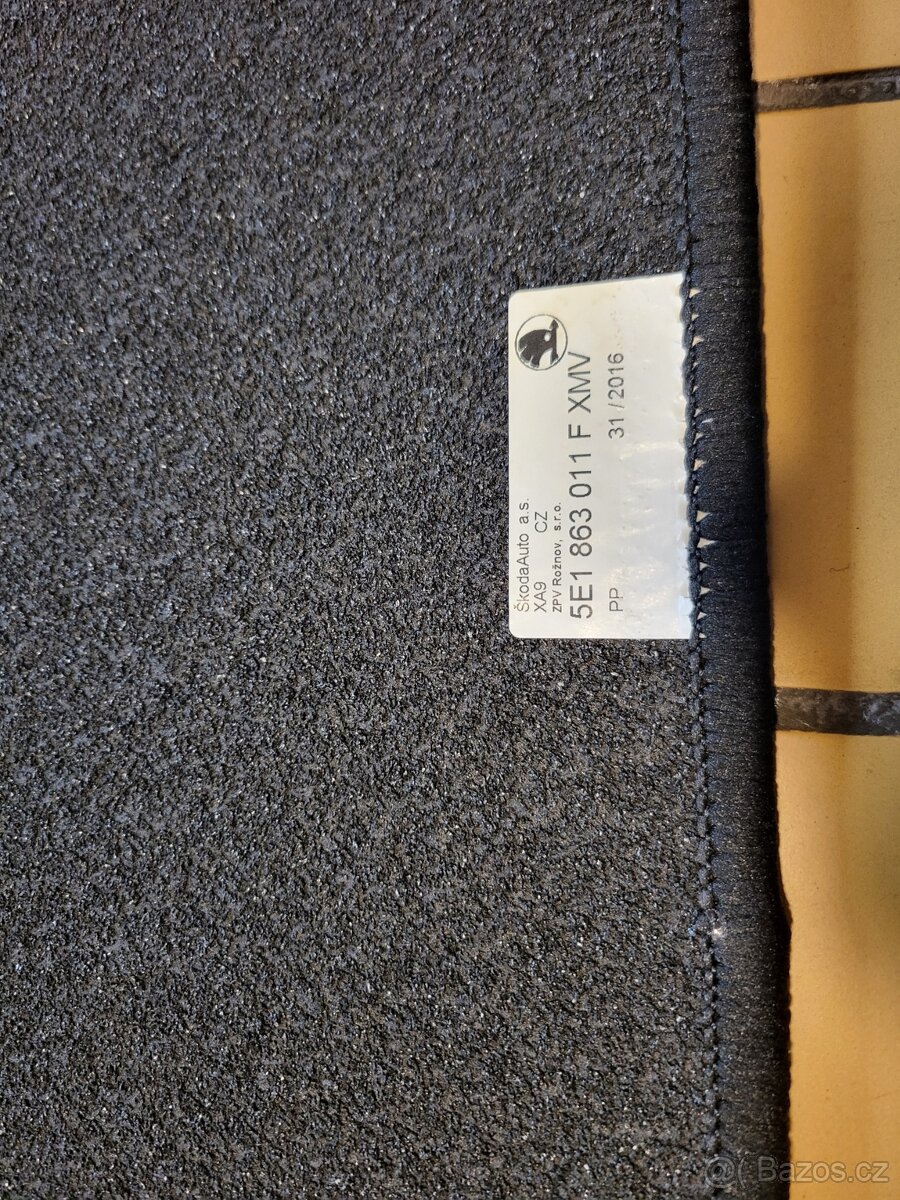 ŠkodaAuto a.s.
XA9 CZ
ZPV Rožnov, s.r.o.
5E1 863 011 F XMV
PP 31 / 2016
Bazos.cz